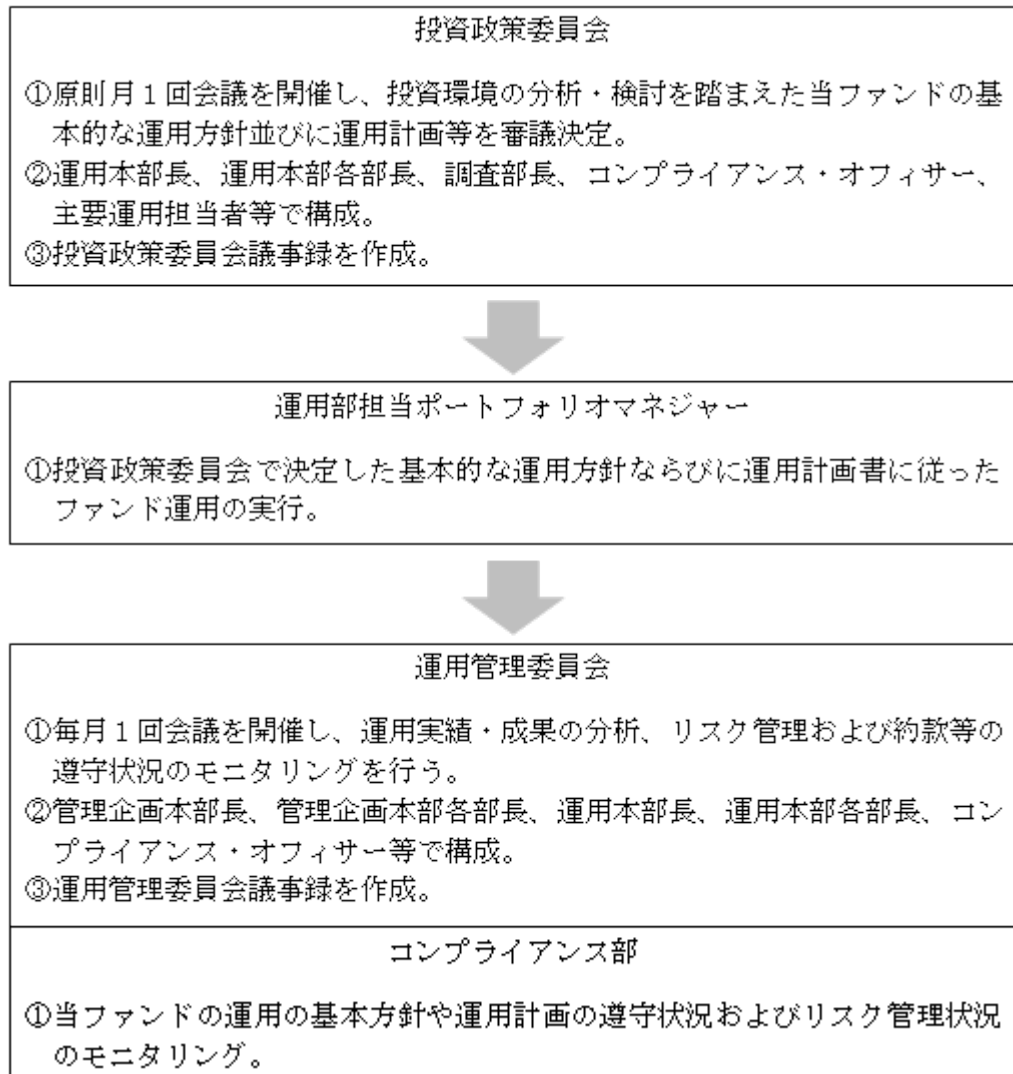 投資政策委員会
①原則月１回会議を開催し、投資環境の分析・検討を踏まえた当ファンドの基
本的な運用方針並びに運用計画等を審議決定。
②運用本部長、運用本部各部長、調査部長、コンプライアンス・オフィサー、
主要運用担当者等で構成。
③投資政策委員会議事録を作成。
運用部担当ポートフォリオマネジャー
①投資政策委員会で決定した基本的な運用方針ならびに運用計画書に従った
ファンド運用の実行。
運用管理委員会
①毎月１回会議を開催し、運用実績・成果の分析、リスク管理および約款等の
遵守状況のモニタリングを行う。
②管理企画本部長、管理企画本部各部長、運用本部長、運用本部各部長、コン
プライアンス・オフィサー等で構成。
③運用管理委員会議事録を作成。
コンプライアンス部
①当ファンドの運用の基本方針や運用計画の遵守状況およびリスク管理状況
のモニタリング。